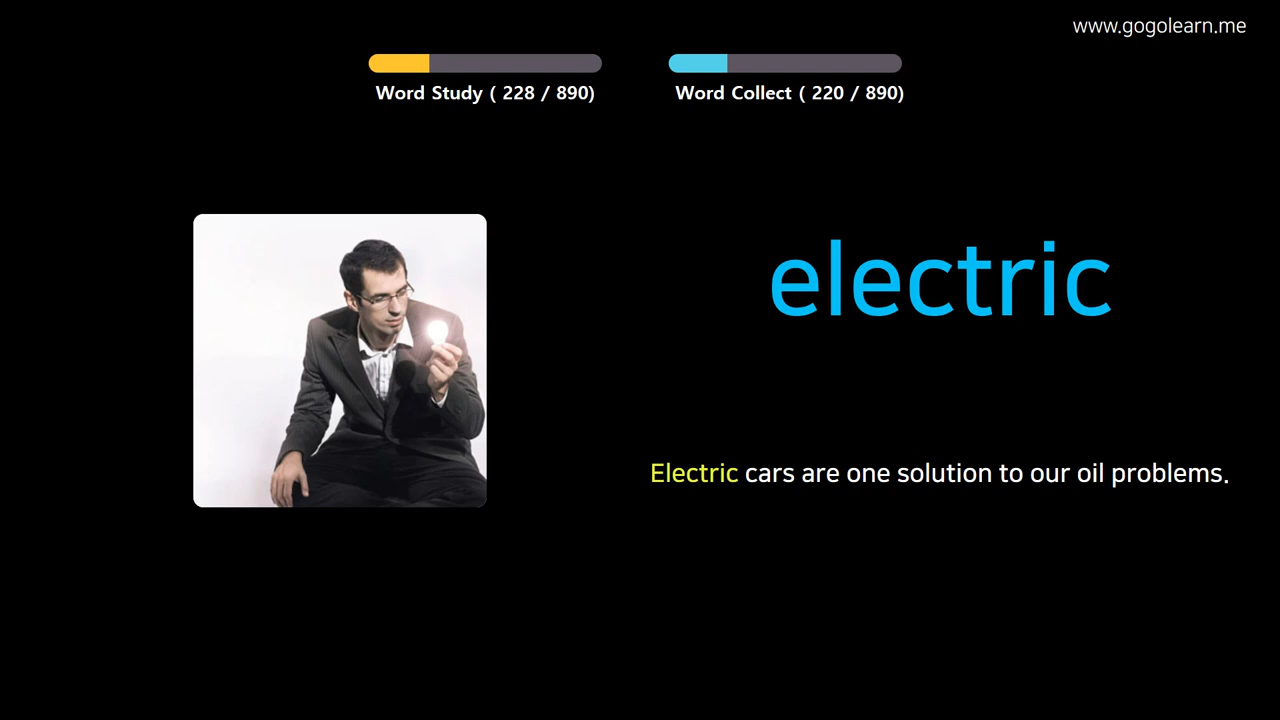 www.gogolearn.me
Word Study ( 228 / 890)
Word Collect ( 220 / 890)
electric
Electric cars are one solution to our oil problems.